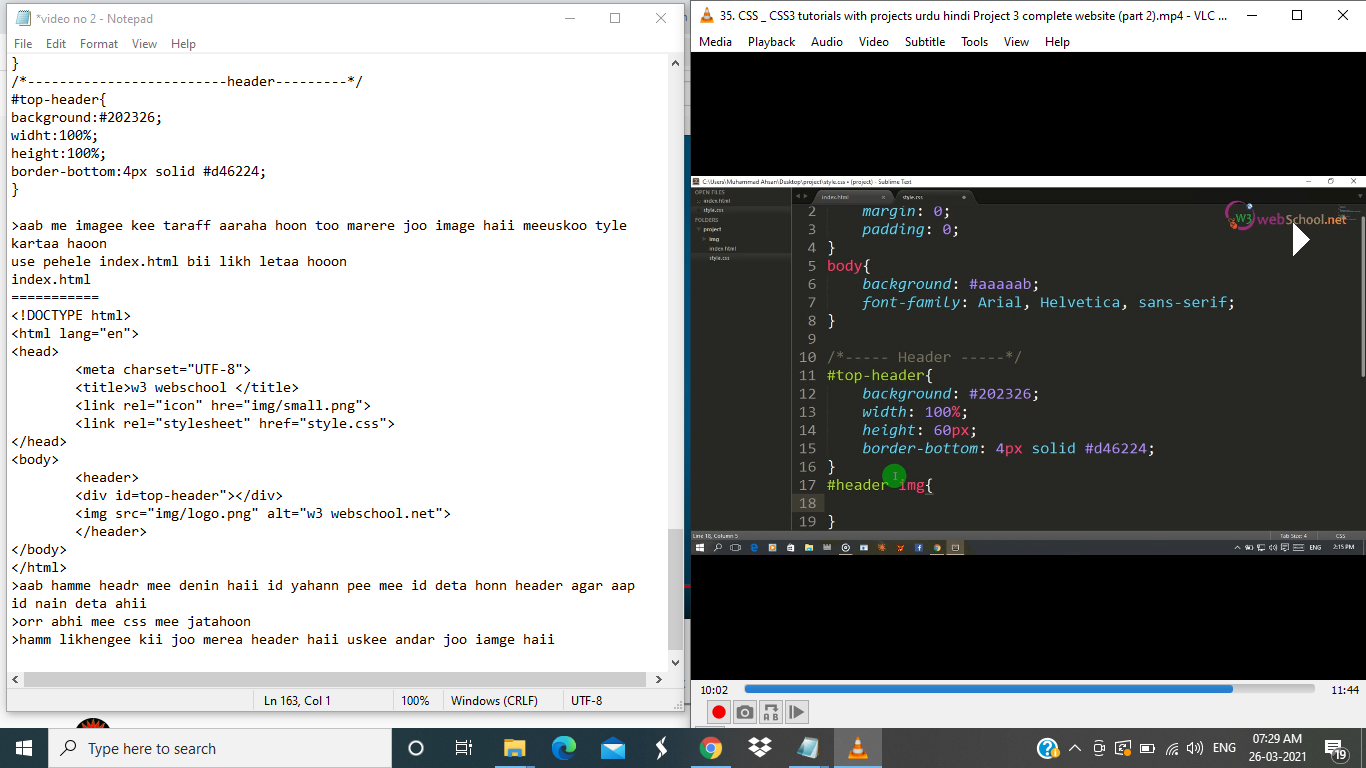 *video no 2 - Notepad
File Edit Format View Help
}
/*-------------------------header---------*/
#top-header{
background:#202326;
widht:100%;
height:100%;
border-bottom:4px solid #d46224;
}
>aab me imagee kee taraff aaraha hoon too marere joo image haii meeuskoo tyle
kartaa haoon
use pehele index.html bii likh letaa hooon
index.html
===========
<!DOCTYPE html>
<html lang="en">
<head>
<meta charset="UTF-8">
<title>w3 webschool </title>
<link rel="icon" hre="img/small.png">
<link rel="stylesheet" href="style.css">
</head>
<body>
<header>
<div id=top-header"></div>
<img src="img/logo.png" alt="w3 webschool.net">
</header>
</body>
</html>
>aab hamme headr mee denin haii id yahann pee mee id deta honn header agar aap
id nain deta ahii
>orr abhi mee css mee jatahoon
>hamm likhengee kii joo merea header haii uskee andar joo iamge haii
Ln 163, Col 1 100% Windows (CRLF) UTF-8
35. CSS _ CSS3 tutorials with projects urdu hindi Project 3 complete website (part 2).mp4 - VLC ...
Media Playback Audio Video Subtitle Tools View Help
C:\Users\Muhammad Ahsan\Desktop\project\style.css • (project) - Sublime Text
OPEN FILES
index.html
style.css
FOLDERS
project
img
index.html
style.css
index.html style.css
W3 webSchool.net
2 margin: 0;
3 padding: 0;
4 }
5 body{
6 background: #aaaaab;
7 font-family: Arial, Helvetica, sans-serif;
8 }
9
10 /*----- Header -----*/
11 #top-header{
12 background: #202326;
13 width: 100%;
14 height: 60px;
15 border-bottom: 4px solid #d46224;
16 }
17 #header img{
18
19 }
Line 18, Column 5 Tab Size: 4 CSS
ENG 2:15 PM
10:02 11:44
A B
Type here to search
ENG 07:29 AM
26-03-2021
19